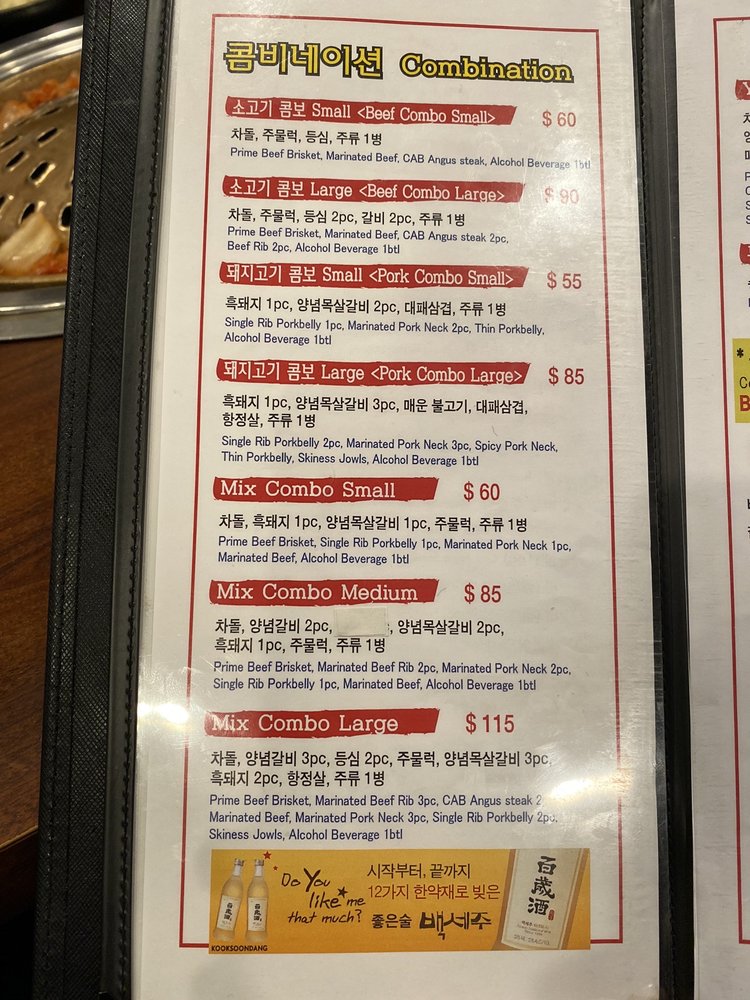 콤비네이션 Combination
소고기 콤보 Small <Beef Combo Small> $ 60
차돌, 주물럭, 등심, 주류 1병
Prime Beef Brisket, Marinated Beef, CAB Angus steak, Alcohol Beverage 1btl
소고기 콤보 Large <Beef Combo Large> $ 90
차돌, 주물럭, 등심 2pc, 갈비 2pc, 주류 1병
Prime Beef Brisket, Marinated Beef, CAB Angus steak 2pc,
Beef Rib 2pc, Alcohol Beverage 1btl
돼지고기 콤보 Small <Pork Combo Small> $ 55
흑돼지 1pc, 양념목살갈비 2pc, 대패삼겹, 주류 1병
Single Rib Porkbelly 1pc, Marinated Pork Neck 2pc, Thin Porkbelly,
Alcohol Beverage 1btl
돼지고기 콤보 Large <Pork Combo Large> $ 85
흑돼지 1pc, 양념목살갈비 3pc, 매운 불고기, 대패삼겹,
항정살, 주류 1병
Single Rib Porkbelly 2pc, Marinated Pork Neck 3pc, Spicy Pork Neck,
Thin Porkbelly, Skiness Jowls, Alcohol Beverage 1btl
Mix Combo Small $ 60
차돌, 흑돼지 1pc, 양념목살갈비 1pc, 주물럭, 주류 1병
Prime Beef Brisket, Single Rib Porkbelly 1pc, Marinated Pork Neck 1pc,
Marinated Beef, Alcohol Beverage 1btl
Mix Combo Medium $ 85
차돌, 양념갈비 2pc, , 양념목살갈비 2pc,
흑돼지 1pc, 주물럭, 주류 1병
Prime Beef Brisket, Marinated Beef Rib 2pc, Marinated Pork Neck 2pc,
Single Rib Porkbelly 1pc, Marinated Beef, Alcohol Beverage 1btl
Mix Combo Large $ 115
차돌, 양념갈비 3pc, 등심 2pc, 주물럭, 양념목살갈비 3pc,
흑돼지 2pc, 항정살, 주류 1병
Prime Beef Brisket, Marinated Beef Rib 3pc, CAB Angus steak 2
Marinated Beef, Marinated Pork Neck 3pc, Single Rib Porkbelly 2pc,
Skiness Jowls, Alcohol Beverage 1btl
Do You
like me
that much?
KOOKSOONDANG
시작부터, 끝까지
12가지 한약재로 빚은
좋은술 백세주
百歲酒